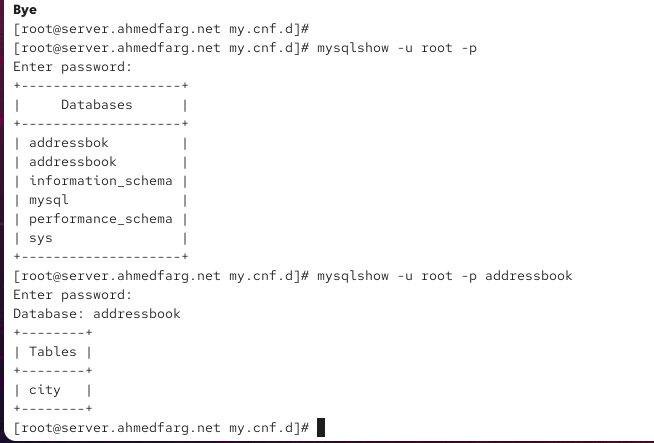 Bye
[root@server.ahmedfarg.net my.cnf.d]#
[root@server.ahmedfarg.net my.cnf.d]# mysqlshow -u root -p
Enter password:
+--------------------+
|     Databases      |
+--------------------+
| addressbok         |
| addressbook        |
| information_schema |
| mysql              |
| performance_schema |
| sys                |
+--------------------+
[root@server.ahmedfarg.net my.cnf.d]# mysqlshow -u root -p addressbook
Enter password:
Database: addressbook
+--------+
| Tables |
+--------+
| city   |
+--------+
[root@server.ahmedfarg.net my.cnf.d]#